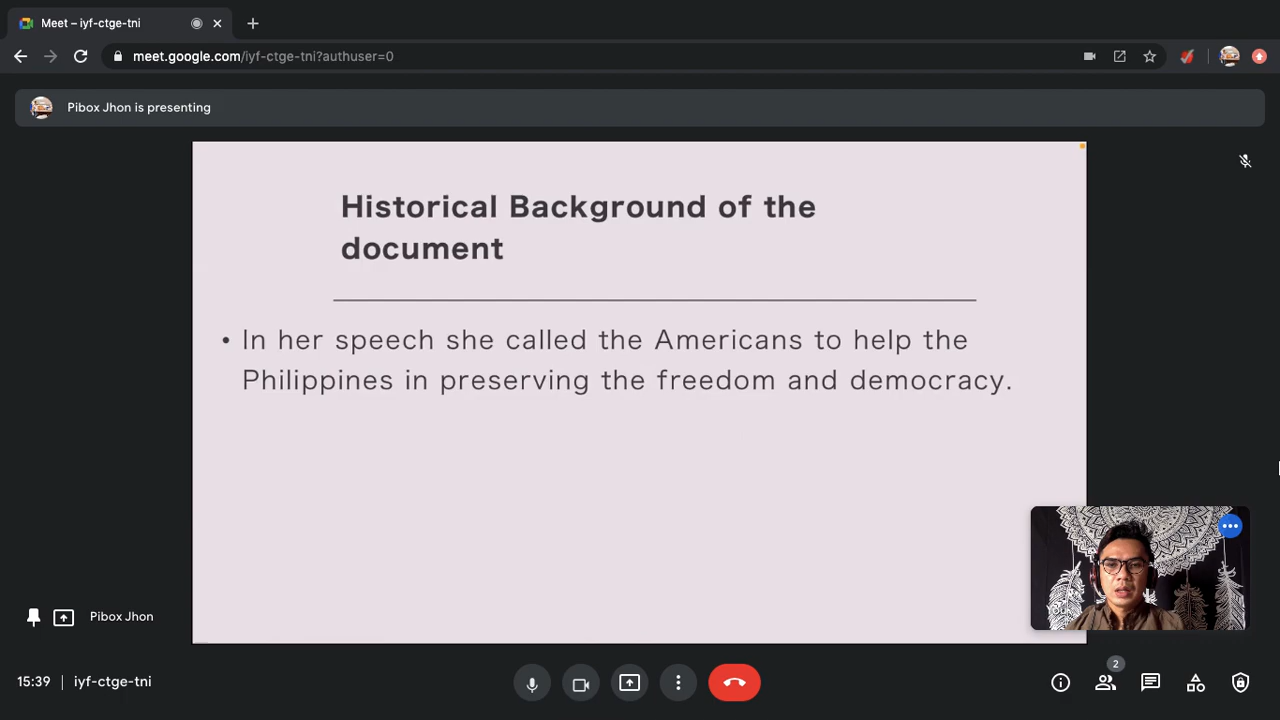 Meet – iyf-ctge-tni
meet.google.com/iyf-ctge-tni?authuser=0
Pibox Jhon is presenting
Historical Background of the
document
• In her speech she called the Americans to help the
Philippines in preserving the freedom and democracy.
Pibox Jhon
15:39 | iyf-ctge-tni
2